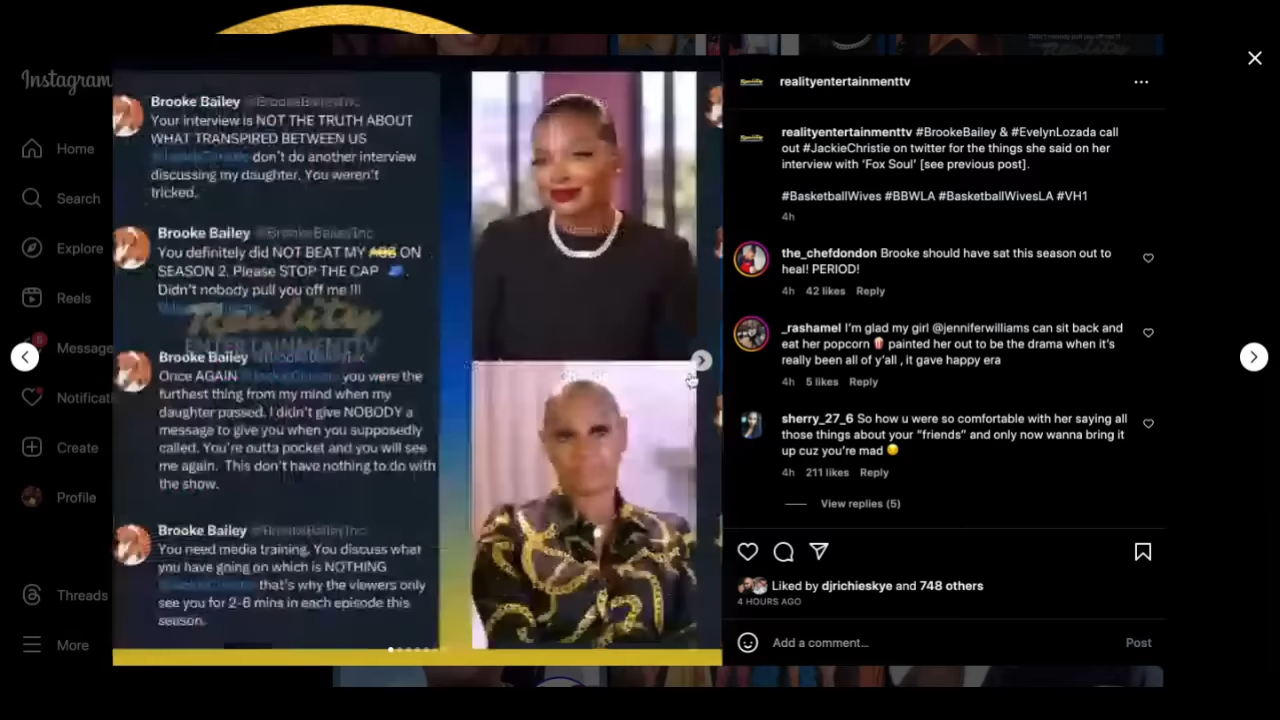 Instagram
Home
Search
Explore
Reels
Message
Notificat
Create
Profile
Threads
More
Brooke Bailey @BrookeBaileyInc
Your interview is NOT THE TRUTH ABOUT
WHAT TRANSPIRED BETWEEN US
don't do another interview
discussing my daughter. You weren't
tricked.
Brooke Bailey @BrookeBaileyInc
You definitely did NOT BEAT MY ASS ON
SEASON 2. Please STOP THE CAP 🧢.
Didn't nobody pull you off me !!!
Reality
ENTERTAINMENTTV
Brooke Bailey @BrookeBaileyInc
Once AGAIN @JackieChristie you were the
furthest thing from my mind when my
daughter passed. I didn't give NOBODY a
message to give you when you supposedly
called. You're outta pocket and you will see
me again. This don't have nothing to do with
the show.
Brooke Bailey @BrookeBaileyInc
You need media training. You discuss what
you have going on which is NOTHING
that's why the viewers only
see you for 2-6 mins in each episode this
season.
realityentertainmenttv
realityentertainmenttv #BrookeBailey & #EvelynLozada call
out #JackieChristie on twitter for the things she said on her
interview with 'Fox Soul' [see previous post].
#BasketballWives #BBWLA #BasketballWivesLA #VH1
4h
the_chefdondon Brooke should have sat this season out to
heal! PERIOD!
4h 42 likes Reply
_rashamel I'm glad my girl @jenniferwilliams can sit back and
eat her popcorn 🍿 painted her out to be the drama when it's
really been all of y'all , it gave happy era
4h 5 likes Reply
sherry_27_6 So how u were so comfortable with her saying all
those things about your "friends" and only now wanna bring it
up cuz you're mad 😒
4h 211 likes Reply
View replies (5)
Liked by djrichieskye and 748 others
4 HOURS AGO
Add a comment...
Post